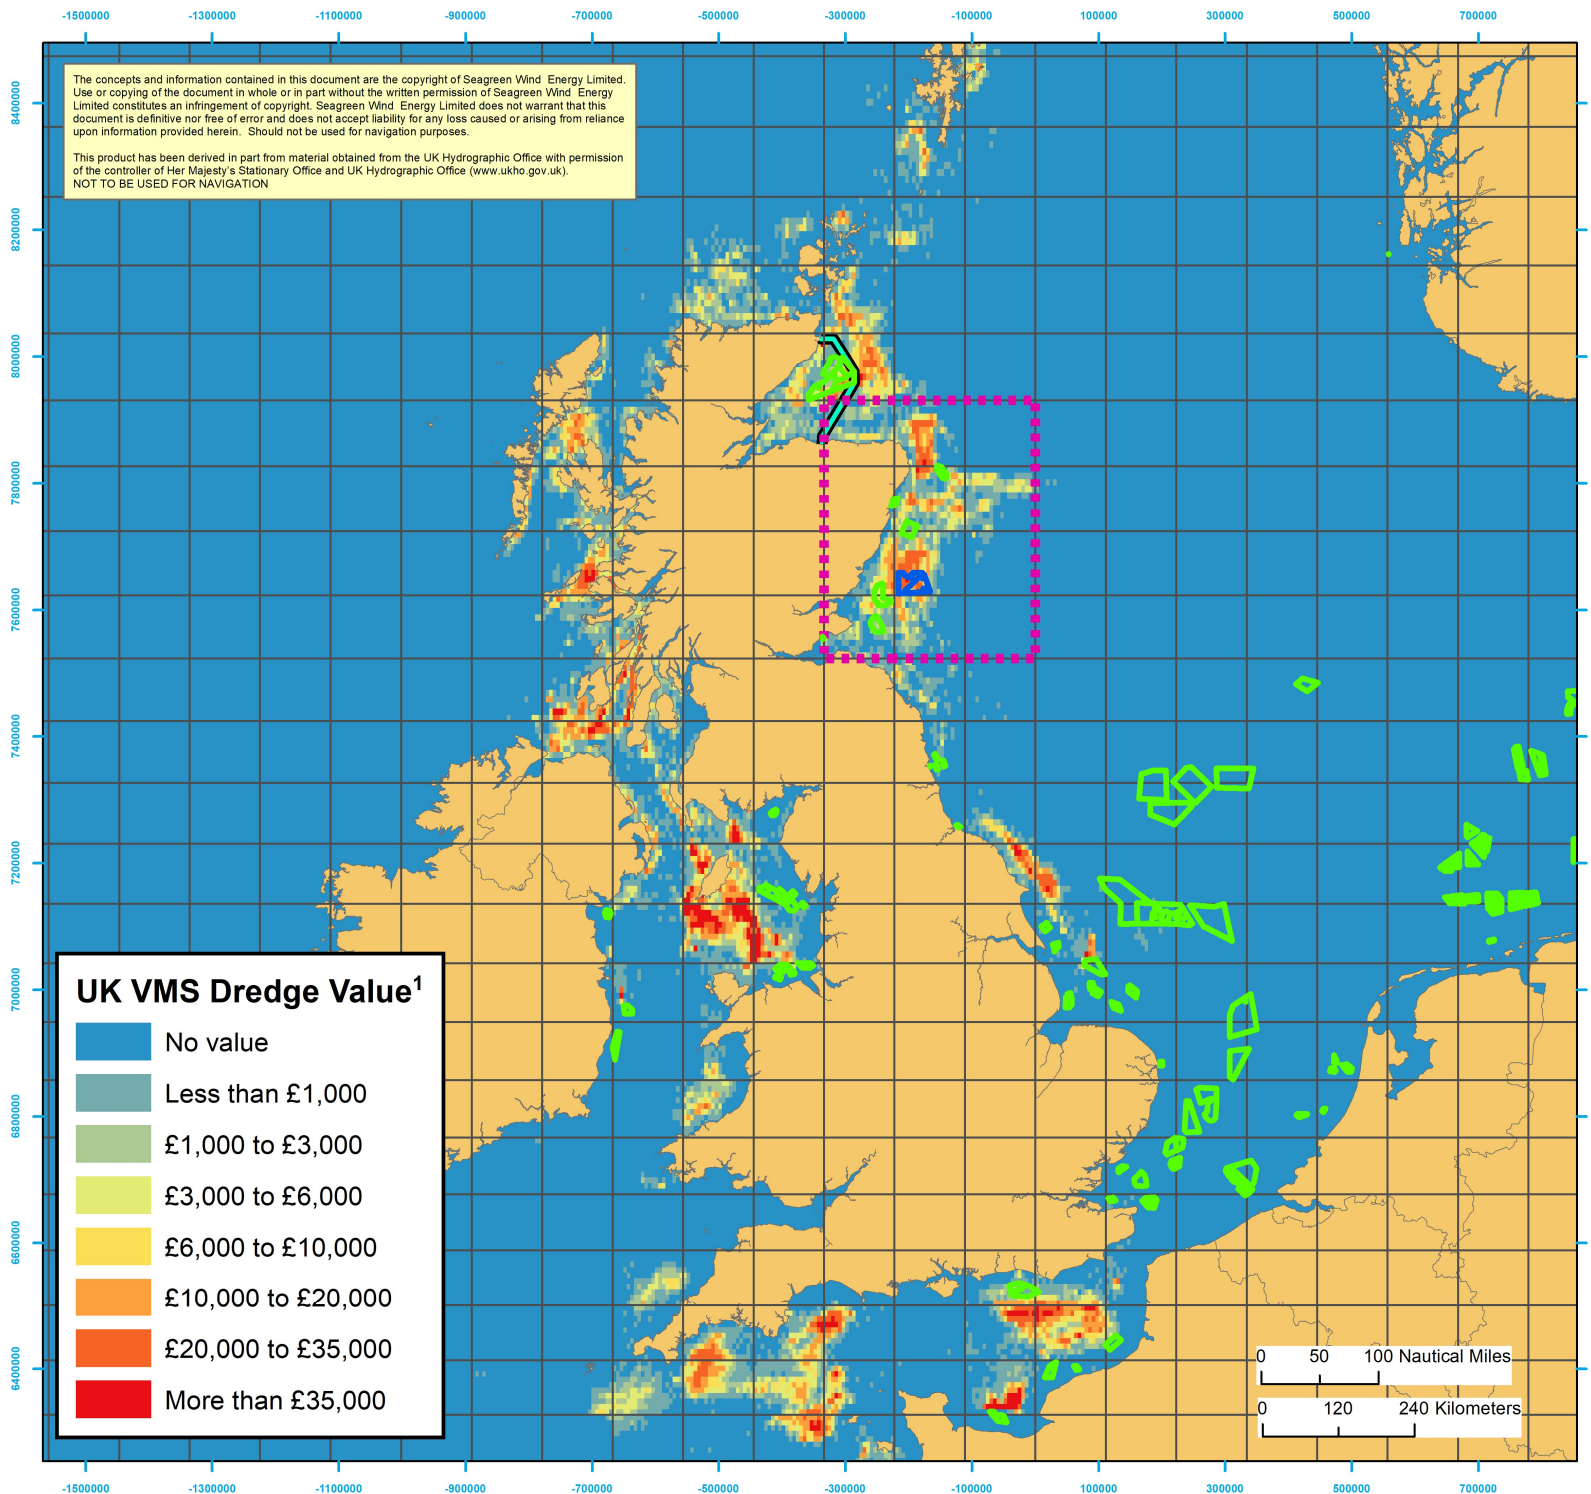 -1500000 -1300000 -1100000 -900000 -700000 -500000 -300000 -100000 100000 300000 500000 700000
The concepts and information contained in this document are the copyright of Seagreen Wind Energy Limited.
Use or copying of the document in whole or in part without the written permission of Seagreen Wind Energy
Limited constitutes an infringement of copyright. Seagreen Wind Energy Limited does not warrant that this
document is definitive nor free of error and does not accept liability for any loss caused or arising from reliance
upon information provided herein. Should not be used for navigation purposes.
This product has been derived in part from material obtained from the UK Hydrographic Office with permission
of the controller of Her Majesty's Stationary Office and UK Hydrographic Office (www.ukho.gov.uk).
NOT TO BE USED FOR NAVIGATION
8400000
8200000
8000000
7800000
7600000
7400000
7200000
7000000
6800000
6600000
6400000
UK VMS Dredge Value¹
No value
Less than £1,000
£1,000 to £3,000
£3,000 to £6,000
£6,000 to £10,000
£10,000 to £20,000
£20,000 to £35,000
More than £35,000
0 50 100 Nautical Miles
0 120 240 Kilometers
-1500000 -1300000 -1100000 -900000 -700000 -500000 -300000 -100000 100000 300000 500000 700000